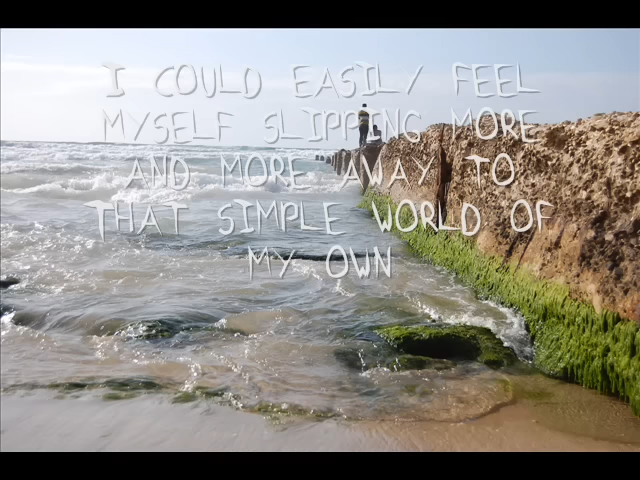 I COULD EASILY FEEL
MYSELF SLIPPING MORE
AND MORE AWAY TO
THAT SIMPLE WORLD OF
MY OWN